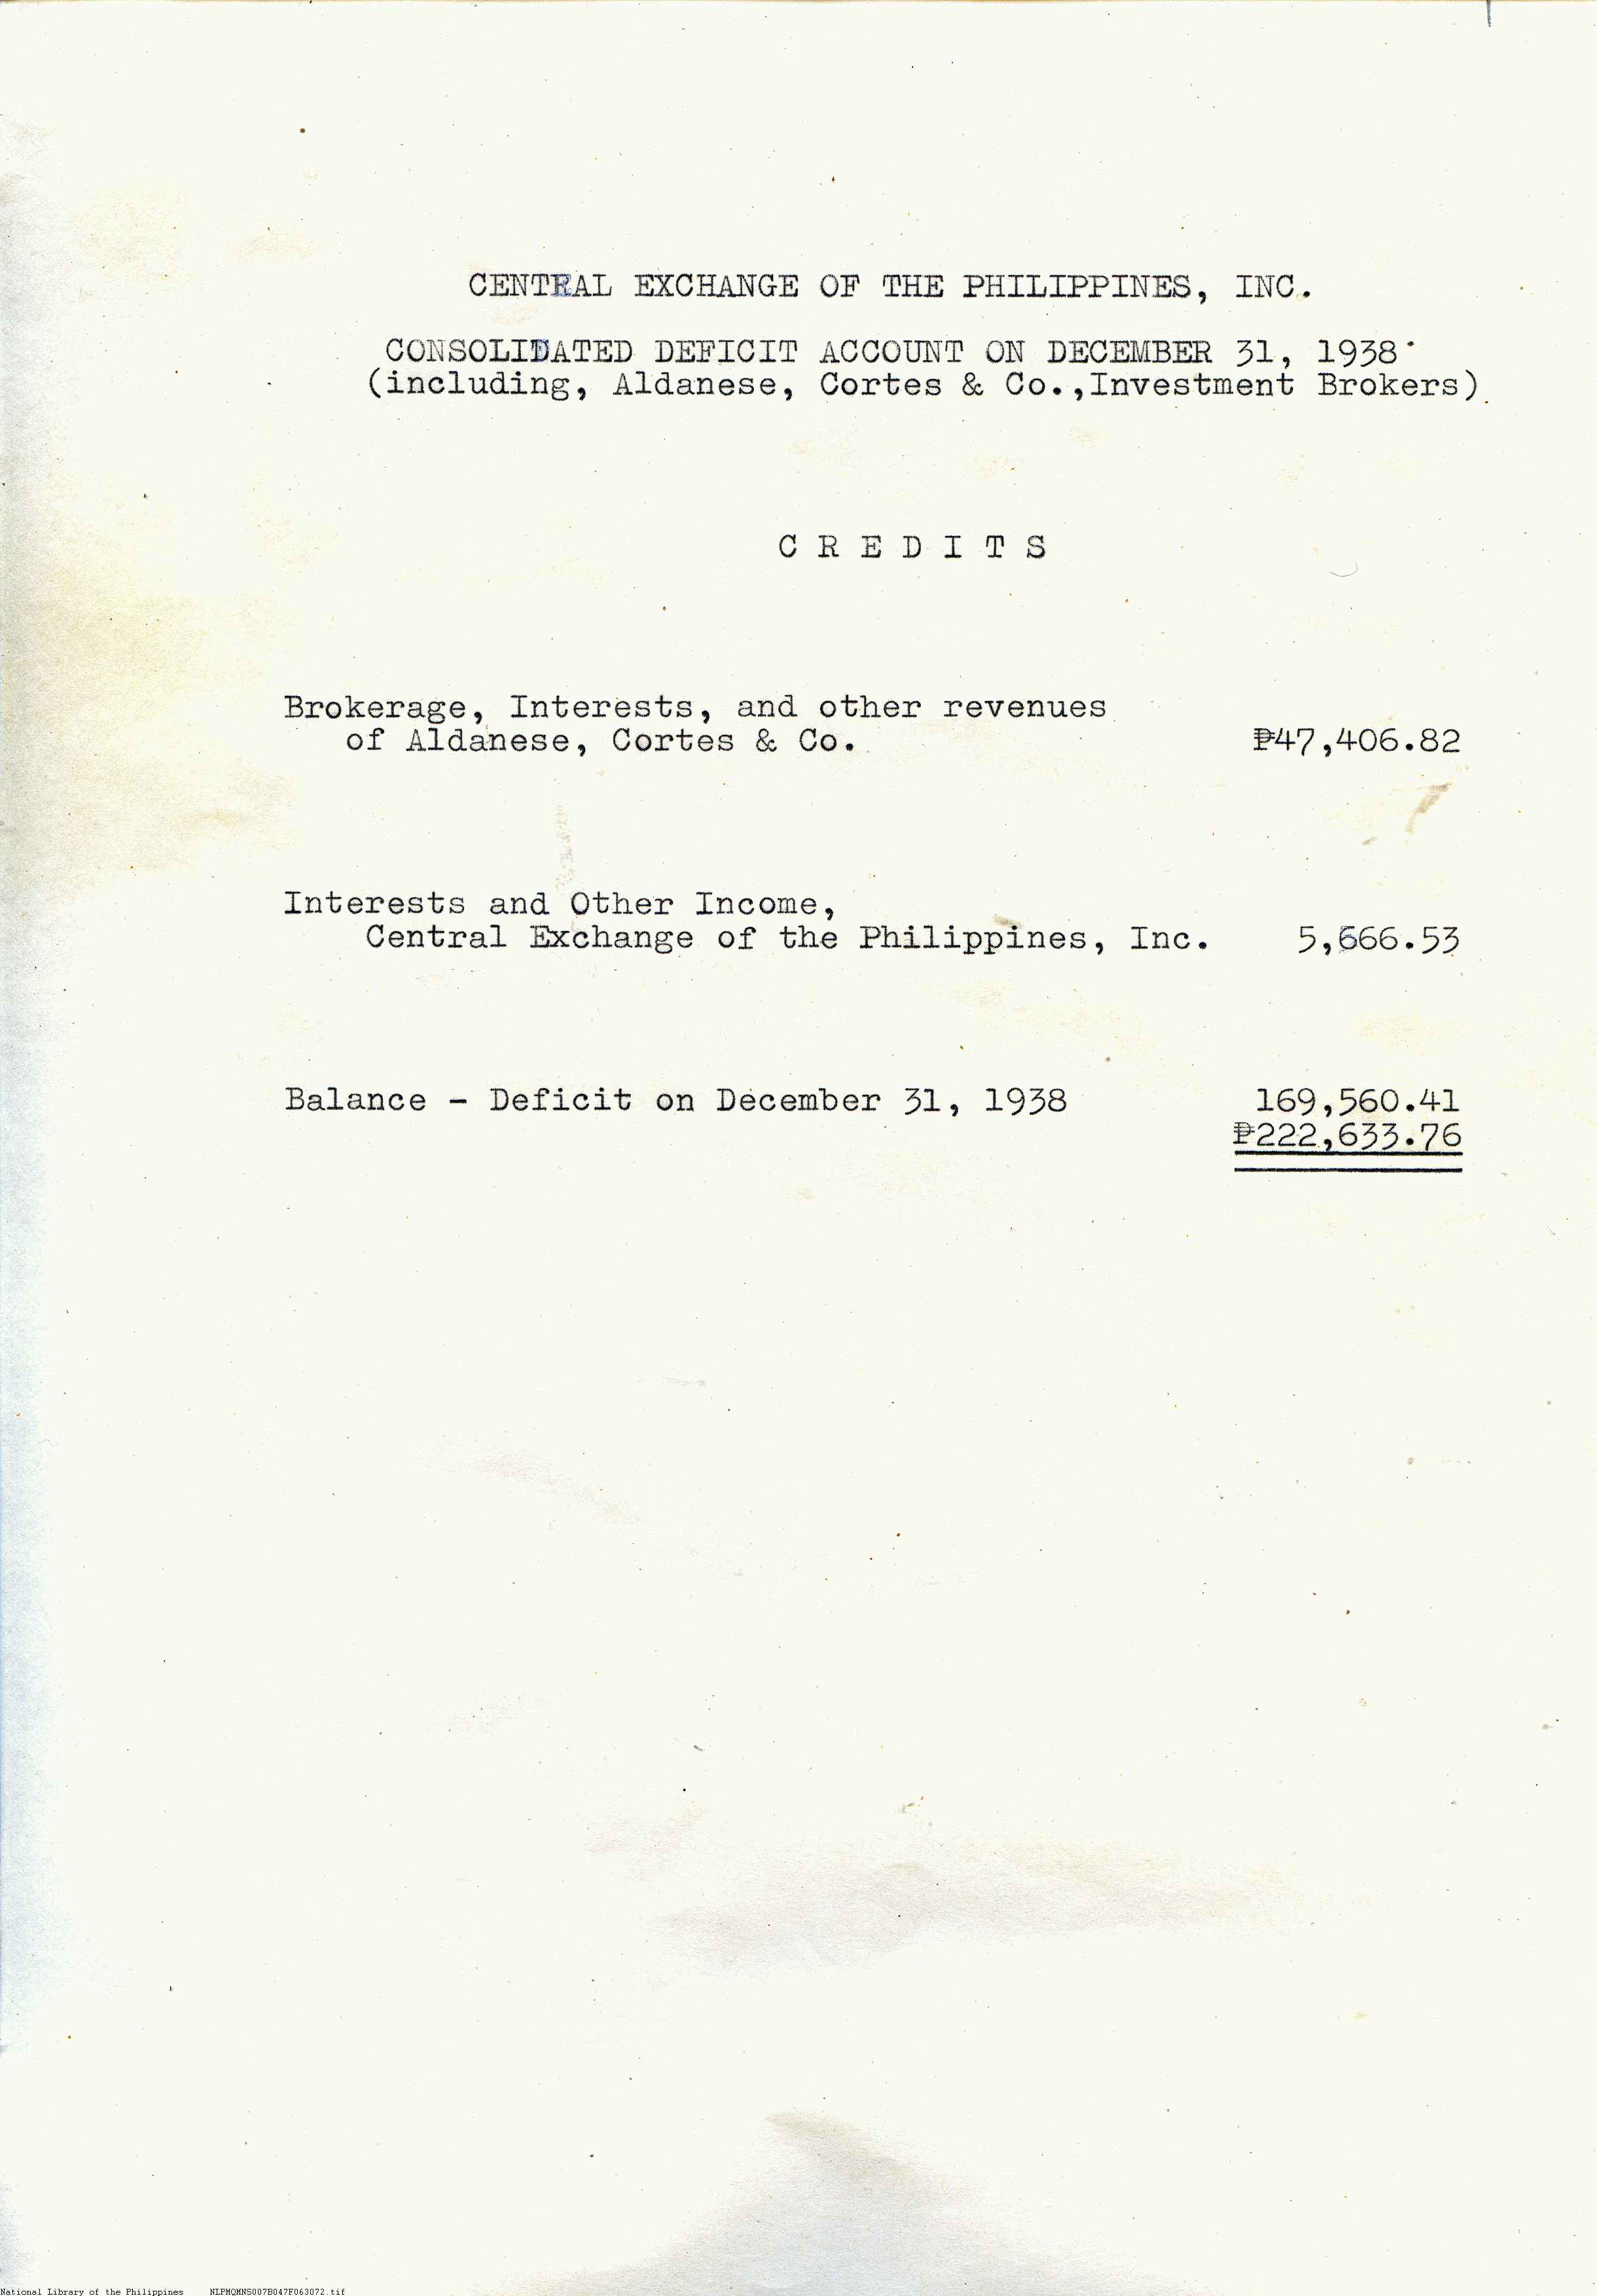 CENTRAL EXCHANGE OF THE PHILIPPINES, INC.
CONSOLIDATED DEFICIT ACCOUNT ON DECEMBER 31, 1938
(including, Aldanese, Cortes & Co.,Investment Brokers)
C R E D I T S
Brokerage, Interests, and other revenues
of Aldanese, Cortes & Co. ₱47,406.82
Interests and Other Income,
Central Exchange of the Philippines, Inc. 5,666.53
Balance - Deficit on December 31, 1938 169,560.41
₱222,633.76
National Library of the Philippines NLPMQMNS007B047F063072.tif